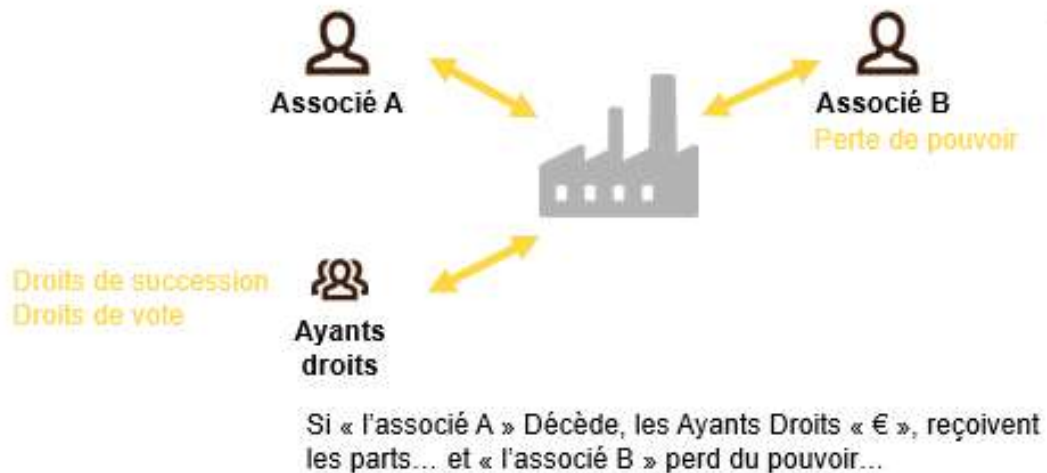 Associé A
Associé B
Perte de pouvoir
Droits de succession
Droits de vote
Ayants
droits
Si « l'associé A » Décède, les Ayants Droits « € », reçoivent
les parts... et « l'associé B » perd du pouvoir...